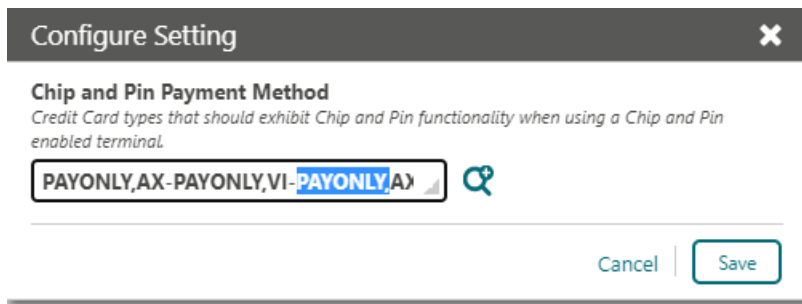 Configure Setting
Chip and Pin Payment Method
Credit Card types that should exhibit Chip and Pin functionality when using a Chip and Pin
enabled terminal.
PAYONLY,AX-PAYONLY,VI-PAYONLY,AX
Cancel
Save